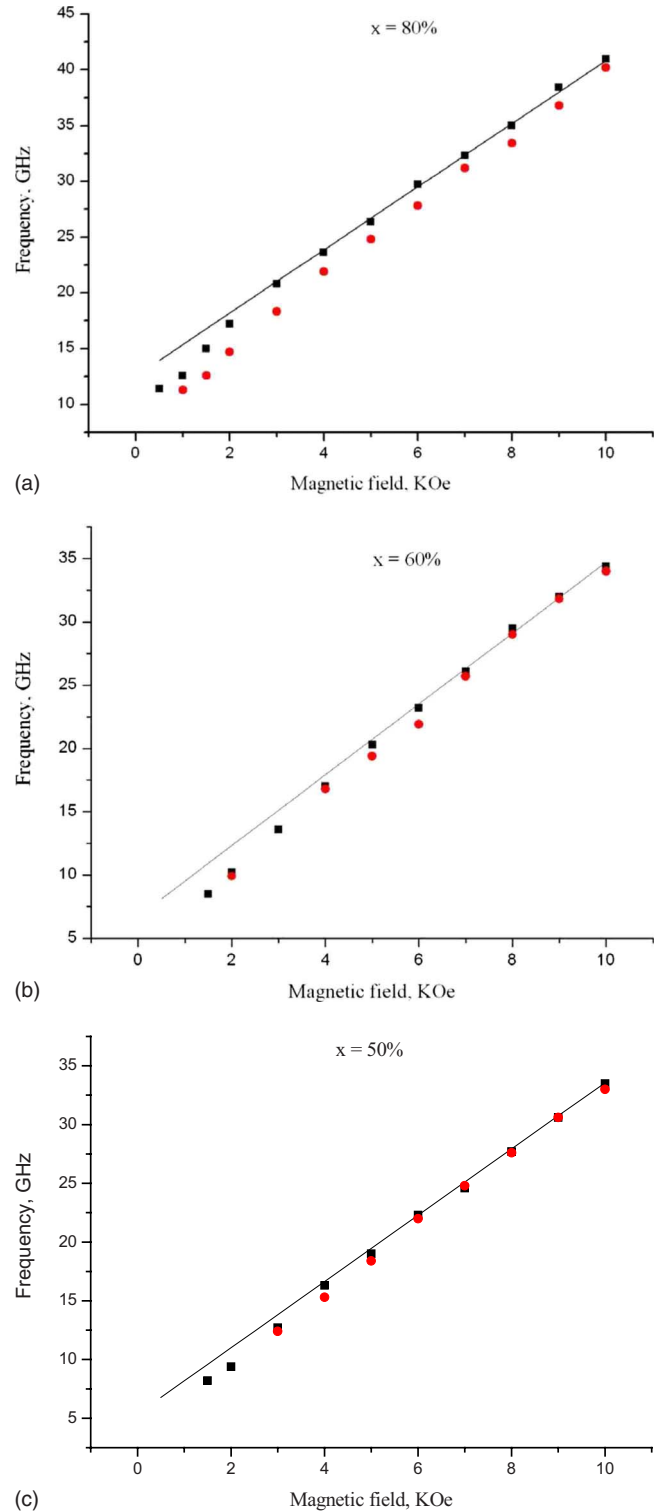 x = 80%
45
40
35
30
25
20
15
10
Frequency. GHz
0 2 4 6 8 10
(a) Magnetic field, KOe
x = 60%
35
30
25
20
15
10
5
Frequency. GHz
0 2 4 6 8 10
(b) Magnetic field, KOe
x = 50%
35
30
25
20
15
10
5
Frequency, GHz
0 2 4 6 8 10
(c) Magnetic field, KOe